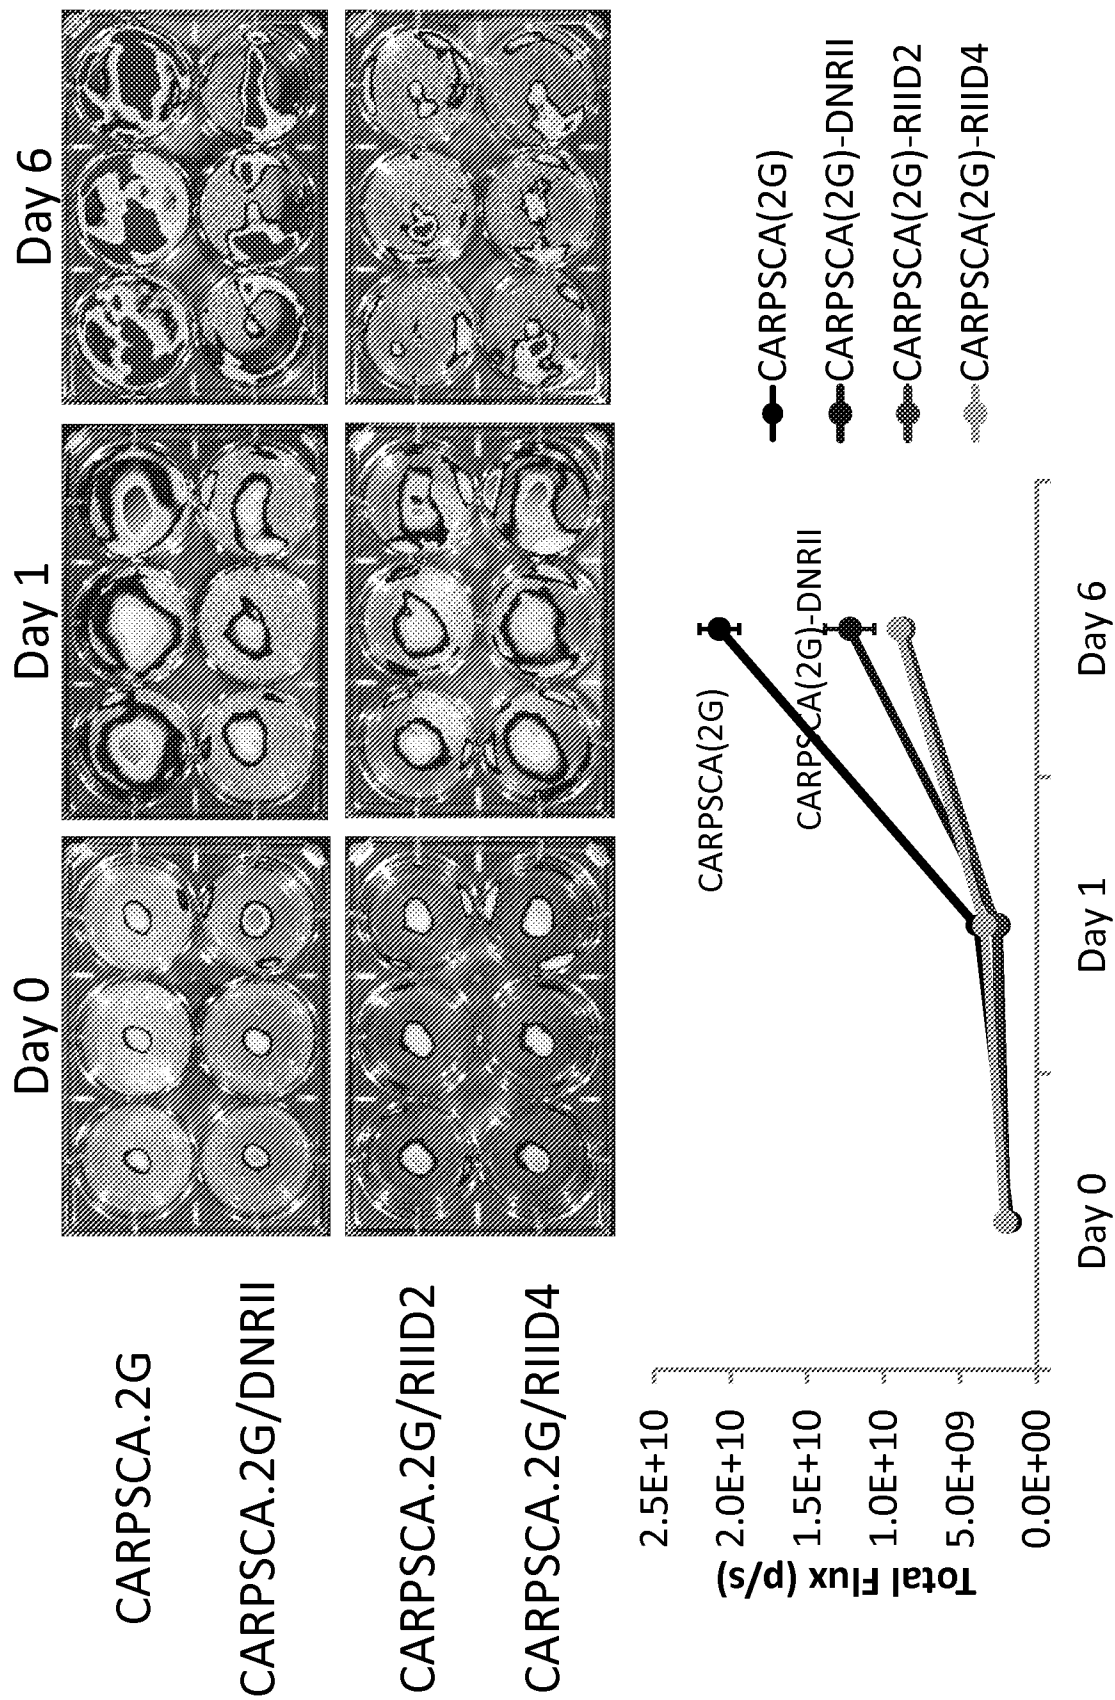 Day 0
Day 1
Day 6
CARPSCA.2G
CARPSCA.2G/DNRII
CARPSCA.2G/RIID2
CARPSCA.2G/RIID4
Total Flux (p/s)
2.5E+10
2.0E+10
1.5E+10
1.0E+10
5.0E+09
0.0E+00
CARPSCA(2G)
CARPSCA(2G)-DNRII
Day 0
Day 1
Day 6
CARPSCA(2G)
CARPSCA(2G)-DNRII
CARPSCA(2G)-RIID2
CARPSCA(2G)-RIID4